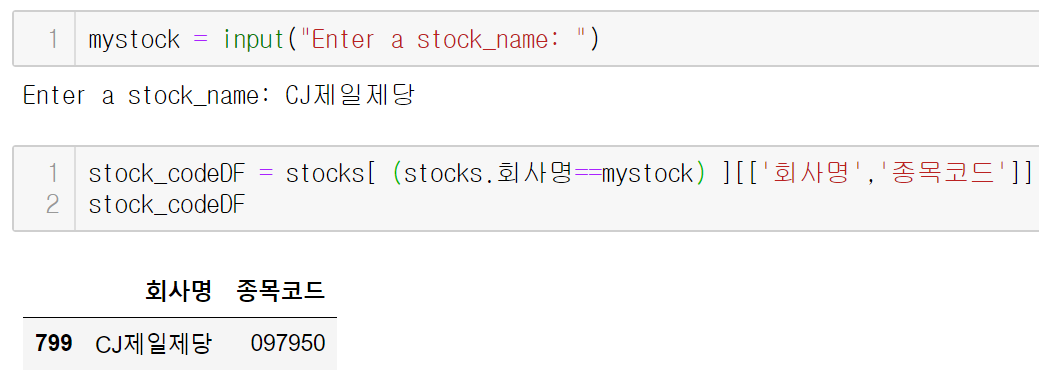 1 mystock = input("Enter a stock_name: ")
Enter a stock_name: CJ제일제당
1 stock_codeDF = stocks[ (stocks.회사명==mystock) ][['회사명','종목코드']]
2 stock_codeDF
회사명 종목코드
799 CJ제일제당 097950